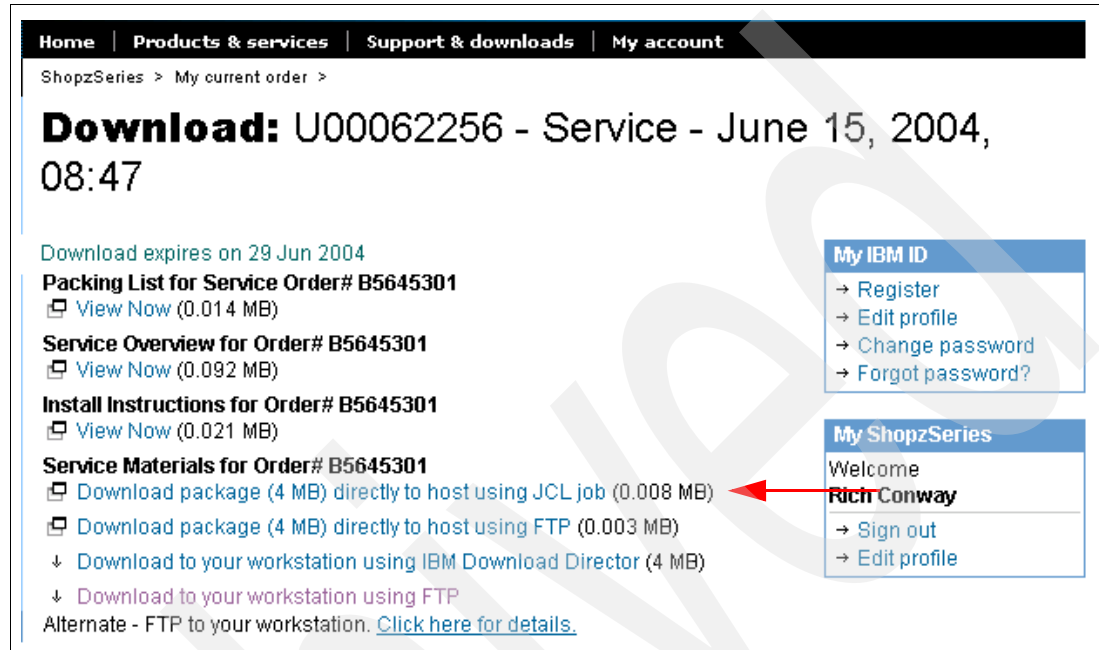 Home | Products & services | Support & downloads | My account
ShopzSeries > My current order >
Download: U00062256 - Service - June 15, 2004,
08:47
Download expires on 29 Jun 2004
Packing List for Service Order# B5645301
View Now (0.014 MB)
Service Overview for Order# B5645301
View Now (0.092 MB)
Install Instructions for Order# B5645301
View Now (0.021 MB)
Service Materials for Order# B5645301
Download package (4 MB) directly to host using JCL job (0.008 MB)
Download package (4 MB) directly to host using FTP (0.003 MB)
Download to your workstation using IBM Download Director (4 MB)
Download to your workstation using FTP
Alternate - FTP to your workstation. Click here for details.
My IBM ID
→ Register
→ Edit profile
→ Change password
→ Forgot password?
My ShopzSeries
Welcome
Rich Conway
→ Sign out
→ Edit profile